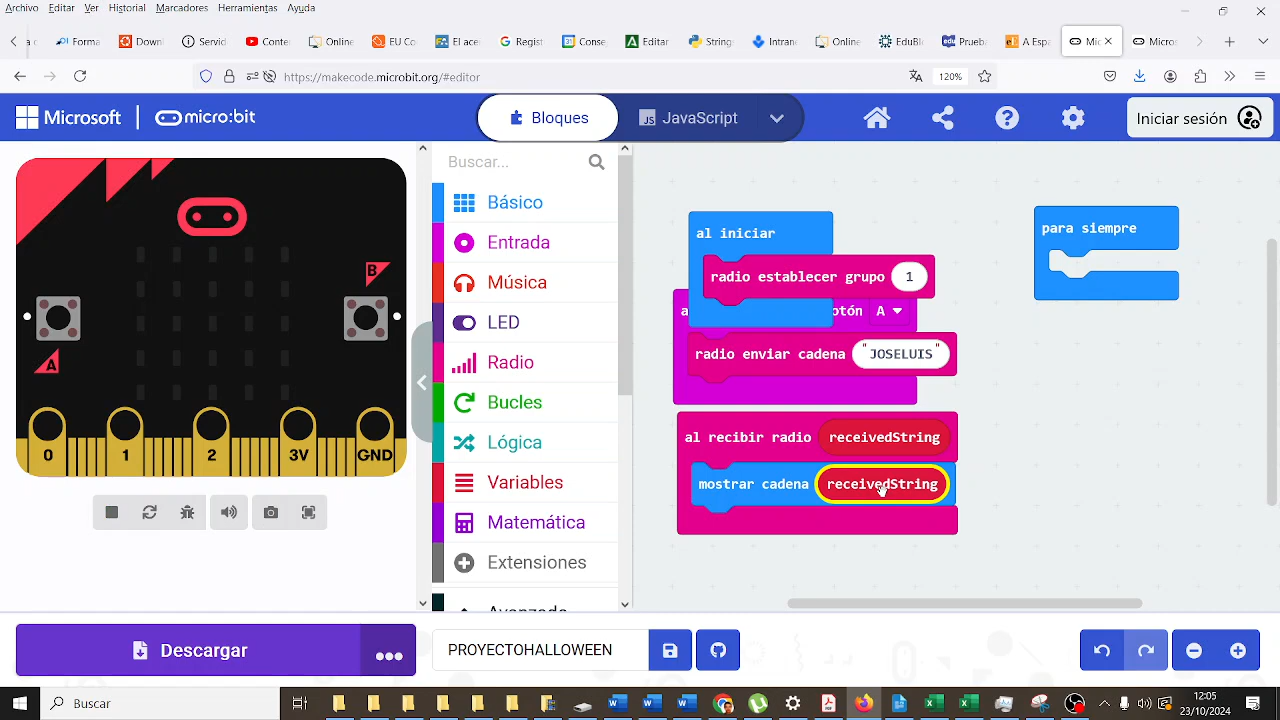 Archivo Editar Ver Historial Marcadores Herramientas Ayuda
Forma
Down
Servid
Conte
Online
EU Co
El acei
Regist
Conse
Editar
String
Intran
Online
EduBl
Prueb
A Esp
Mic
Micro
https://makecode.microbit.org/#editor
120%
Microsoft
micro:bit
Bloques
JavaScript
Iniciar sesión
Buscar...
Básico
Entrada
Música
LED
Radio
Bucles
Lógica
Variables
Matemática
Extensiones
Avanzado
A
B
0 1 2 3V GND
al iniciar
radio establecer grupo 1
otón A
radio enviar cadena "JOSELUIS"
al recibir radio receivedString
mostrar cadena receivedString
para siempre
Descargar
PROYECTOHALLOWEEN
Buscar
12:05
23/10/2024